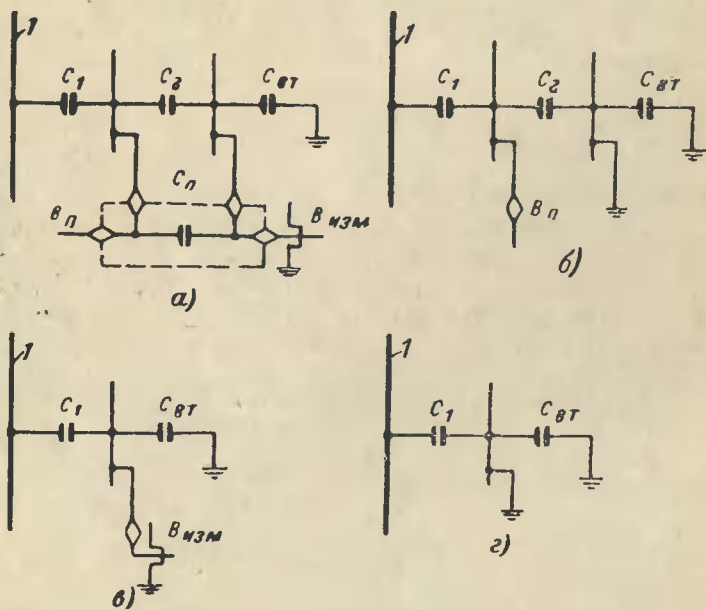 1 1
C₁ C₂ Cвт C₁ C₂ Cвт
Cп
Bп Bизм Bп
а) б)
1 1
C₁ Cвт C₁ Cвт
Bизм
в) г)